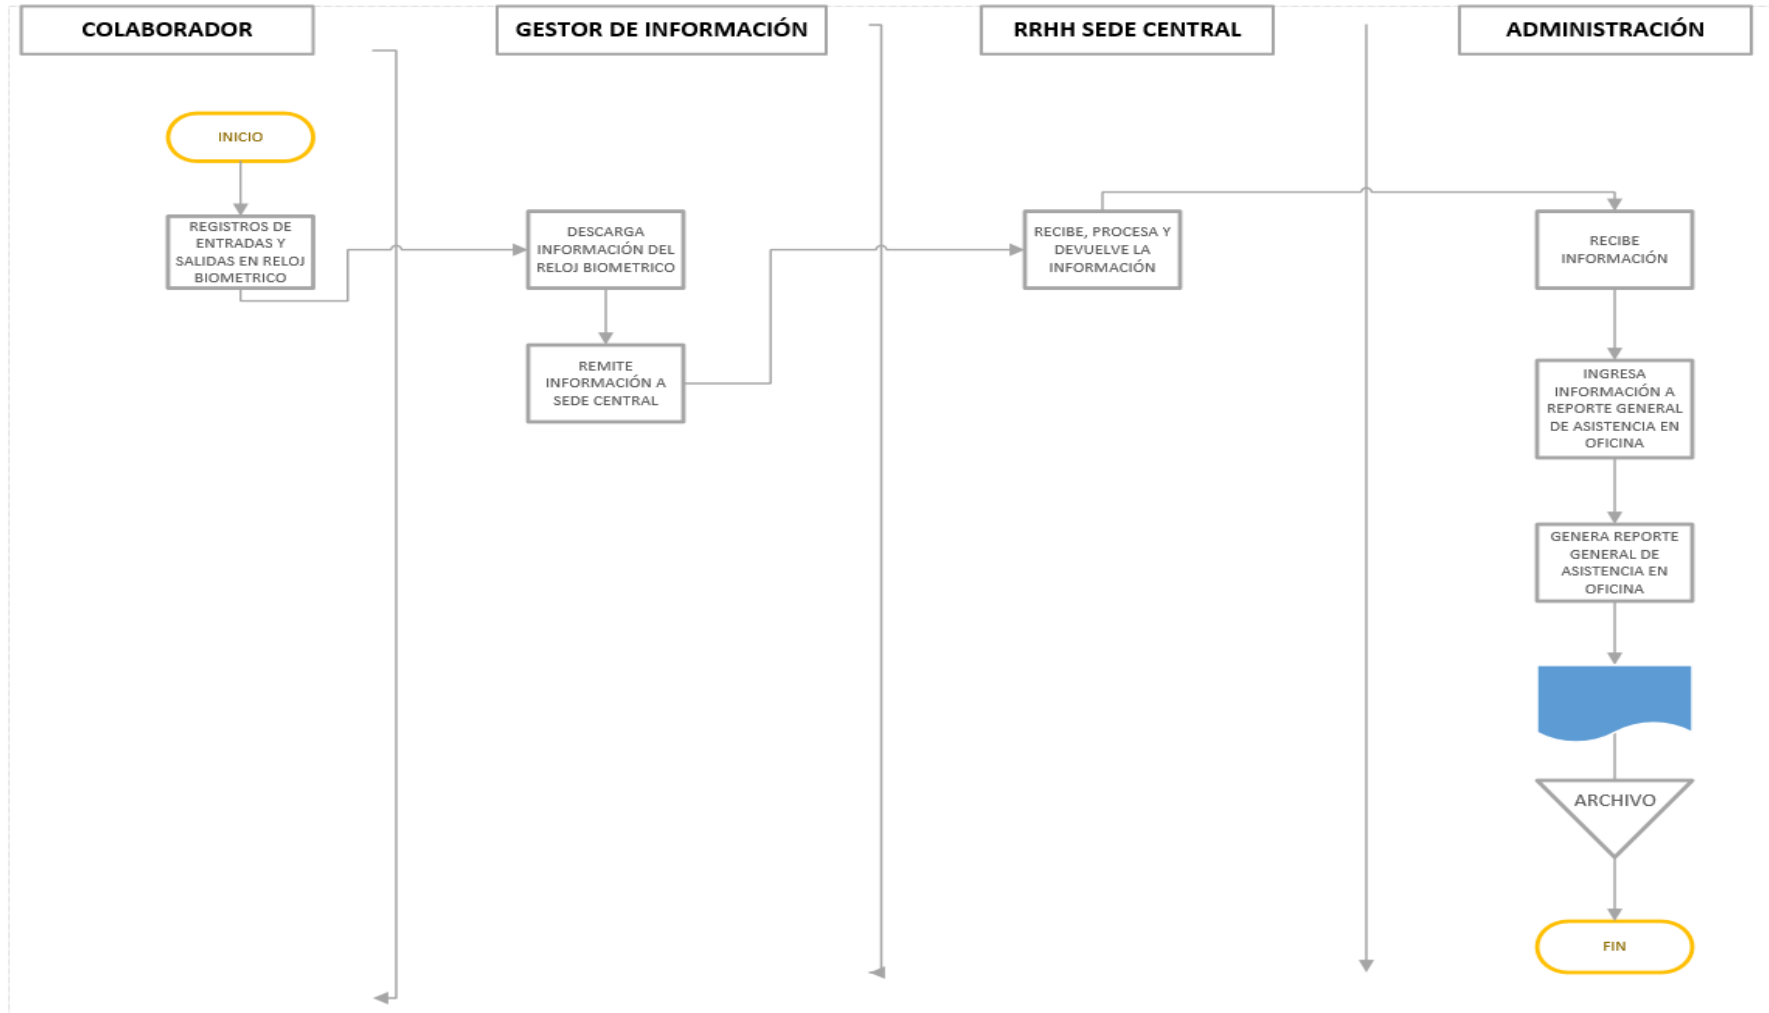 COLABORADOR
GESTOR DE INFORMACIÓN
RRHH SEDE CENTRAL
ADMINISTRACIÓN
INICIO
REGISTROS DE
ENTRADAS Y
SALIDAS EN RELOJ
BIOMETRICO
DESCARGA
INFORMACIÓN DEL
RELOJ BIOMETRICO
REMITE
INFORMACIÓN A
SEDE CENTRAL
RECIBE, PROCESA Y
DEVUELVE LA
INFORMACIÓN
RECIBE
INFORMACIÓN
INGRESA
INFORMACIÓN A
REPORTE GENERAL
DE ASISTENCIA EN
OFICINA
GENERA REPORTE
GENERAL DE
ASISTENCIA EN
OFICINA
ARCHIVO
FIN